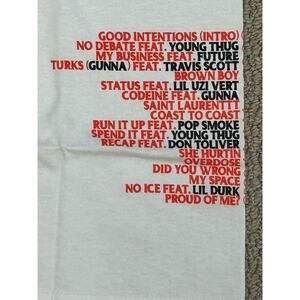 GOOD INTENTIONS (INTRO)
NO DEBATE FEAT. YOUNG THUG
MY BUSINESS FEAT. FUTURE
TURKS (GUNNA) FEAT. TRAVIS SCOTT
BROWN BOY
STATUS FEAT. LIL UZI VERT
CODEINE FEAT. GUNNA
SAINT LAURENTTT
COAST TO COAST
RUN IT UP FEAT. POP SMOKE
SPEND IT FEAT. YOUNG THUG
RECAP FEAT. DON TOLIVER
SHE HURTIN
OVERDOSE
DID YOU WRONG
MY SPACE
NO ICE FEAT. LIL DURK
PROUD OF ME?